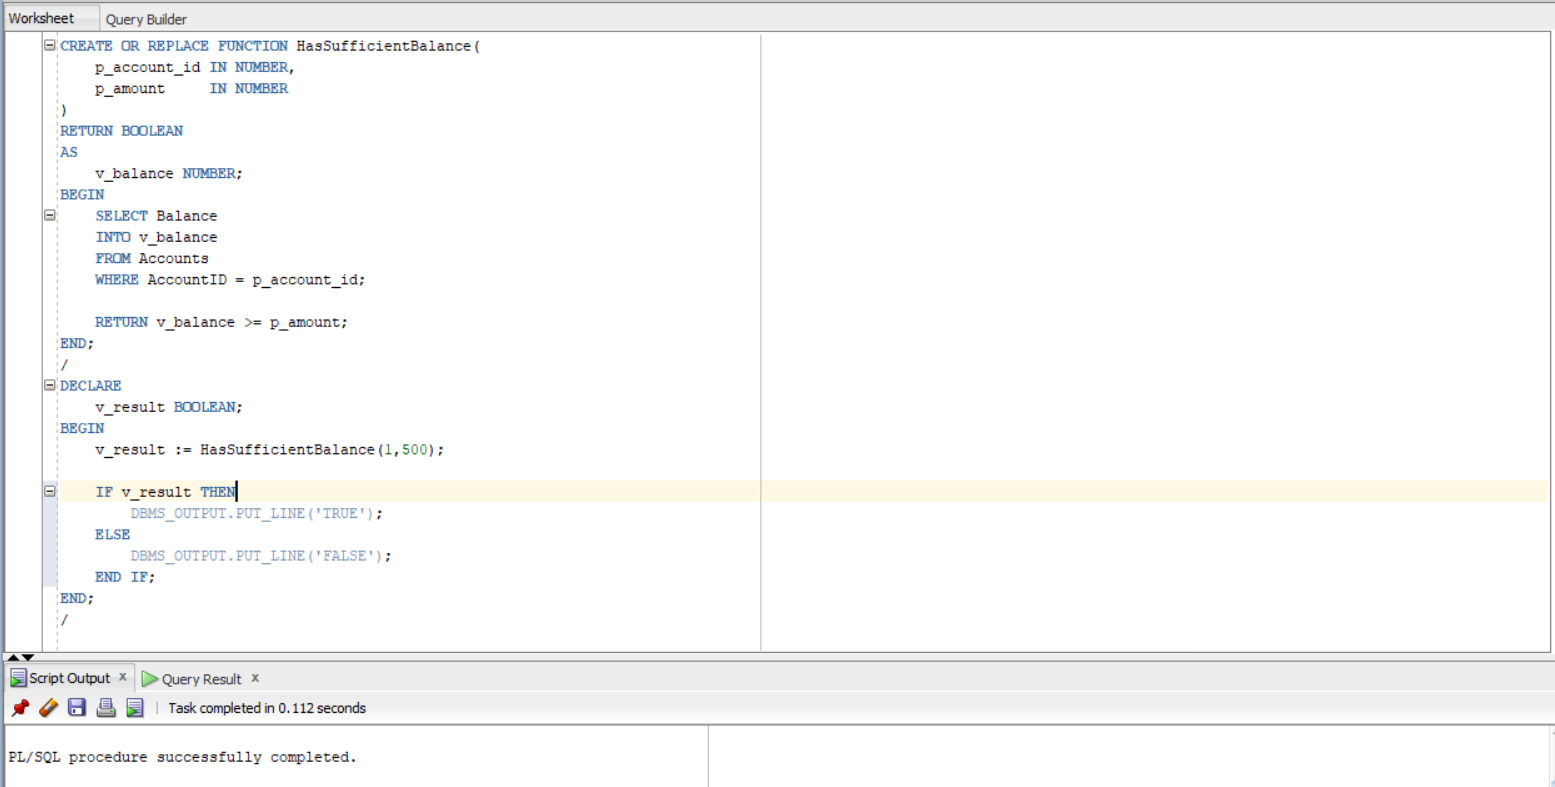 Worksheet Query Builder
CREATE OR REPLACE FUNCTION HasSufficientBalance(
    p_account_id IN NUMBER,
    p_amount     IN NUMBER
)
RETURN BOOLEAN
AS
    v_balance NUMBER;
BEGIN
    SELECT Balance
    INTO v_balance
    FROM Accounts
    WHERE AccountID = p_account_id;

    RETURN v_balance >= p_amount;
END;
/
DECLARE
    v_result BOOLEAN;
BEGIN
    v_result := HasSufficientBalance(1,500);

    IF v_result THEN
        DBMS_OUTPUT.PUT_LINE('TRUE');
    ELSE
        DBMS_OUTPUT.PUT_LINE('FALSE');
    END IF;
END;
/
Script Output x Query Result x
Task completed in 0.112 seconds
PL/SQL procedure successfully completed.